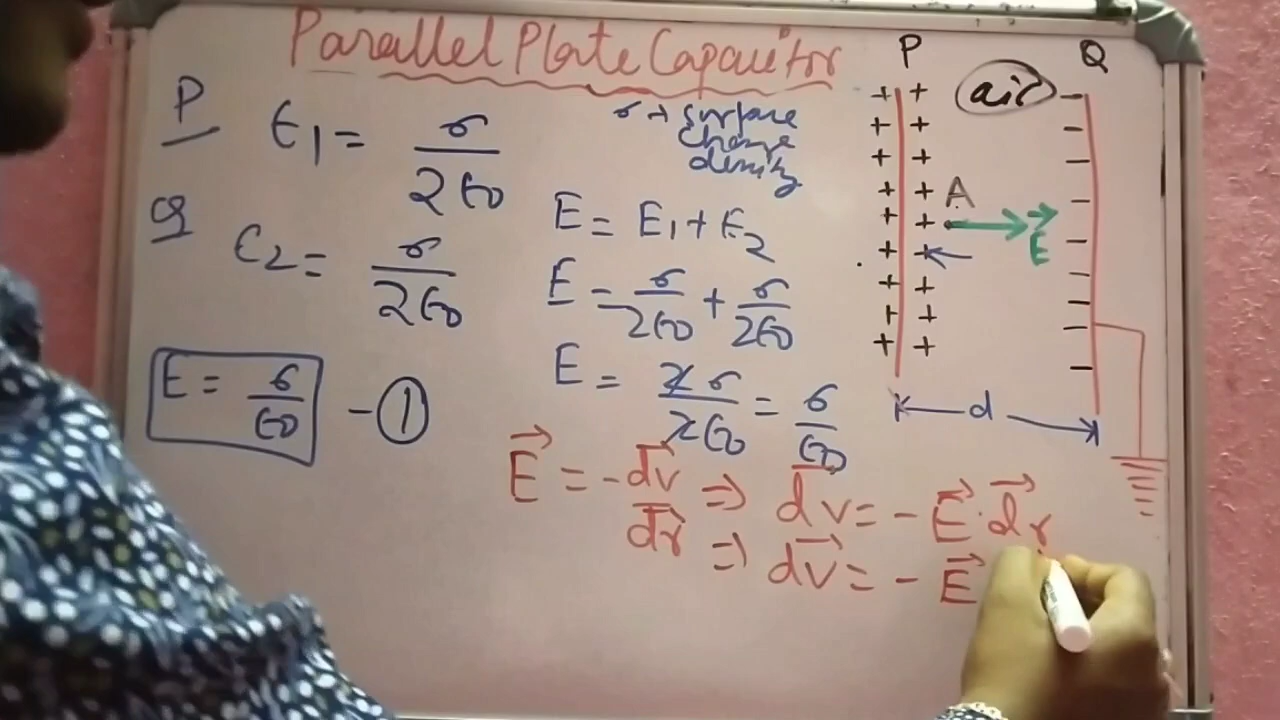 Parallel Plate Capacitor
P
E₁ = σ/2ϵ₀
σ → surface
charge
density
Q
E₂ = σ/2ϵ₀
E = E₁ + E₂
E = σ/2ϵ₀ + σ/2ϵ₀
E = 2σ/2ϵ₀ = σ/ϵ₀
E = σ/ϵ₀ - ①
E⃗ = - dv⃗/dr⃗ ⇒ dv⃗ = - E⃗ · dr⃗
⇒ dv⃗ = - E⃗
P
Q
air
+ +
+ +
+ +
+ +
+ +
+ +
+ +
+ +
+ +
A
E⃗
d